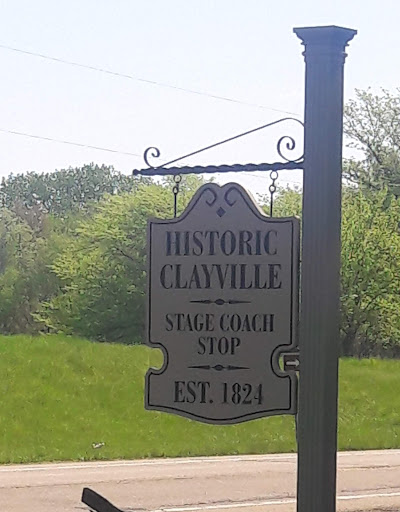 HISTORIC
CLAYVILLE
STAGE COACH
STOP
EST. 1824